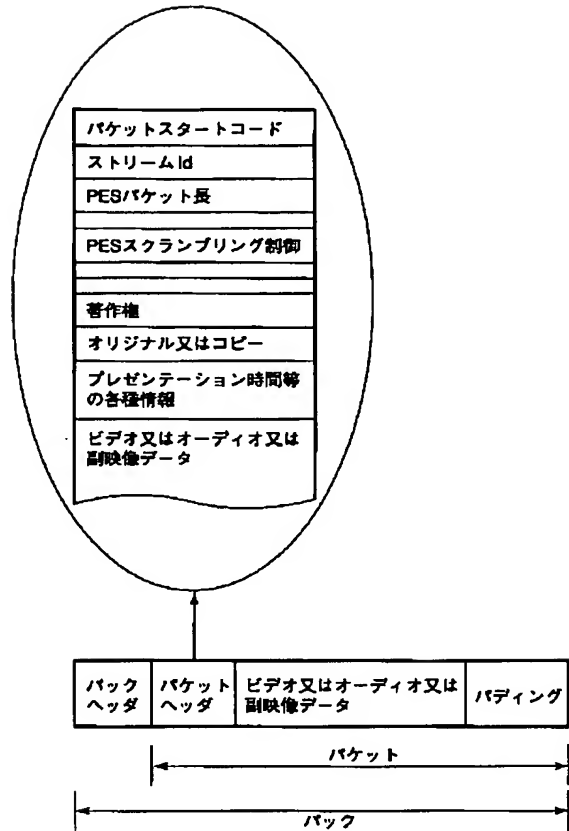 パケットスタートコード
ストリームId
PESパケット長
PESスクランブリング制御
著作権
オリジナル又はコピー
プレゼンテーション時間等
の各種情報
ビデオ又はオーディオ又は
副映像データ
パック
ヘッダ
パケット
ヘッダ
ビデオ又はオーディオ又は
副映像データ
パディング
パケット
パック